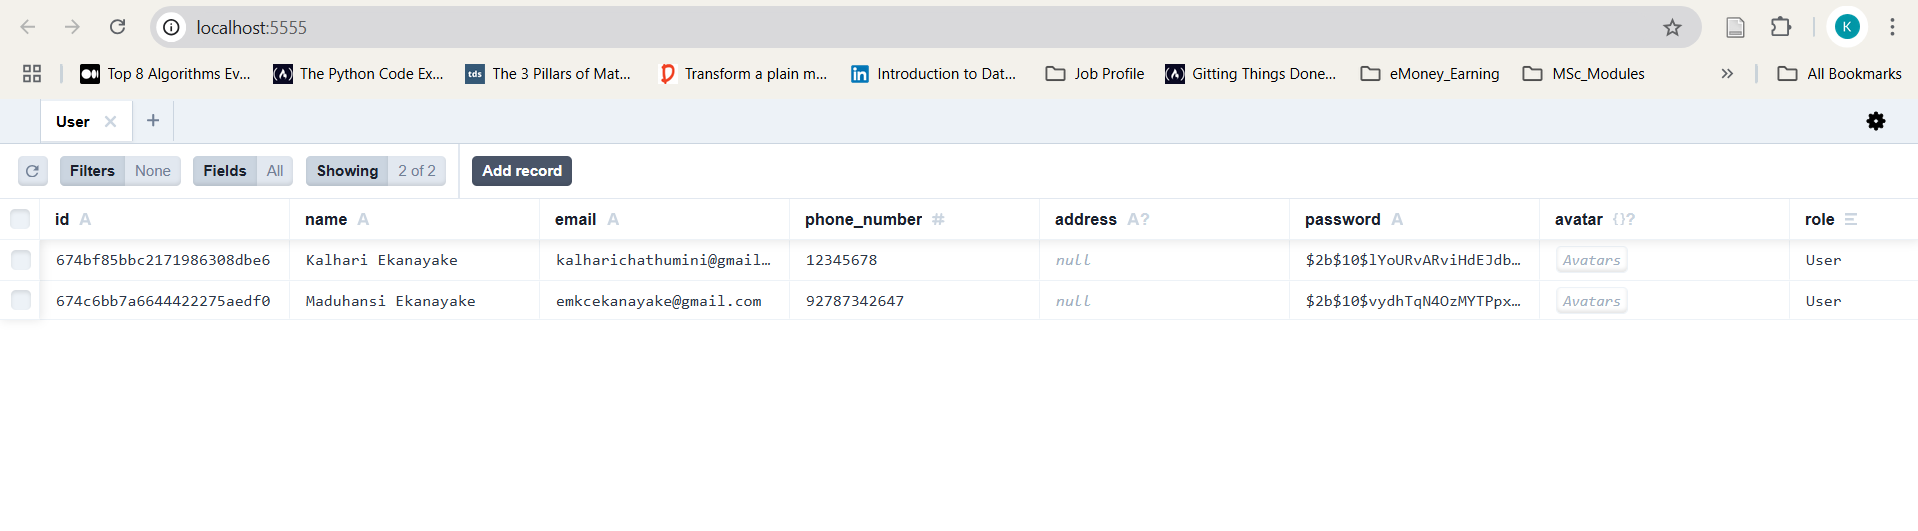 localhost:5555
Top 8 Algorithms Ev... The Python Code Ex... tds The 3 Pillars of Mat... Transform a plain m... in Introduction to Dat... Job Profile Gitting Things Done... eMoney_Earning MSc_Modules » All Bookmarks
User × +
Filters None Fields All Showing 2 of 2 Add record
id A name A email A phone_number # address A? password A avatar {}? role
674bf85bbc2171986308dbe6 Kalhari Ekanayake kalharichathumini@gmail… 12345678 null $2b$10$lYoURvARviHdEJdb… Avatars User
674c6bb7a6644422275aedf0 Maduhansi Ekanayake emkcekanayake@gmail.com 92787342647 null $2b$10$vydhTqN4OzMYTPpx… Avatars User
K